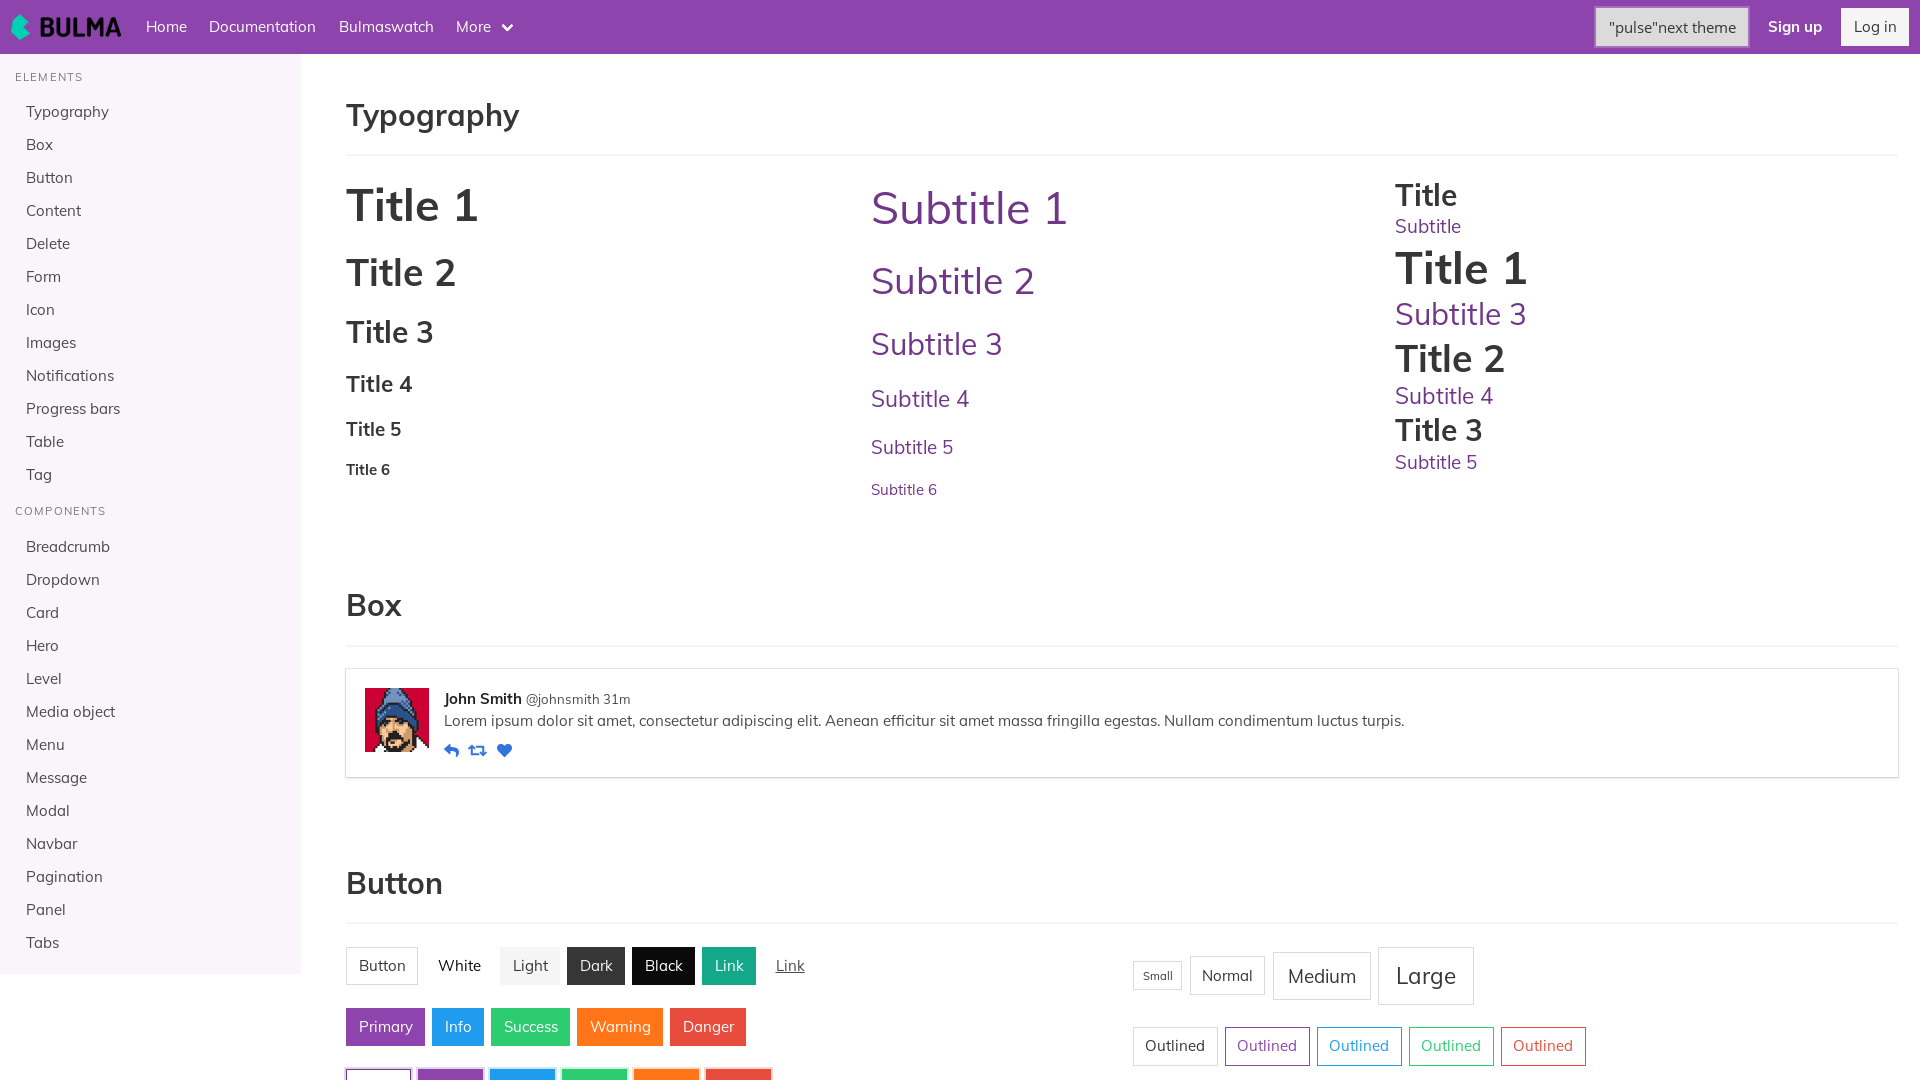 BULMA Home Documentation Bulmaswatch More "pulse"next theme Sign up Log in
ELEMENTS
Typography
Box
Button
Content
Delete
Form
Icon
Images
Notifications
Progress bars
Table
Tag
COMPONENTS
Breadcrumb
Dropdown
Card
Hero
Level
Media object
Menu
Message
Modal
Navbar
Pagination
Panel
Tabs
Typography
Title 1
Title 2
Title 3
Title 4
Title 5
Title 6
Subtitle 1
Subtitle 2
Subtitle 3
Subtitle 4
Subtitle 5
Subtitle 6
Title
Subtitle
Title 1
Subtitle 3
Title 2
Subtitle 4
Title 3
Subtitle 5
Box
John Smith @johnsmith 31m
Lorem ipsum dolor sit amet, consectetur adipiscing elit. Aenean efficitur sit amet massa fringilla egestas. Nullam condimentum luctus turpis.
Button
Button White Light Dark Black Link Link
Primary Info Success Warning Danger
Small Normal Medium Large
Outlined Outlined Outlined Outlined Outlined